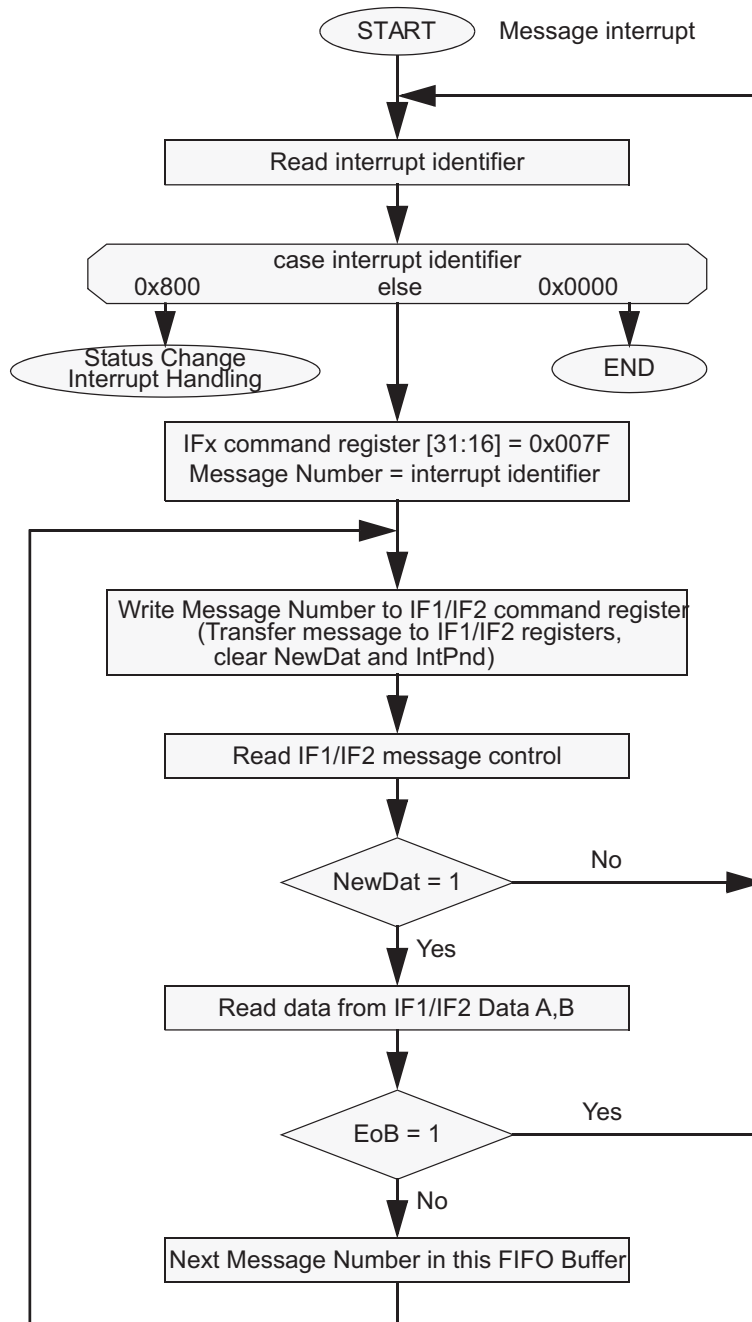 START
Message interrupt
Read interrupt identifier
case interrupt identifier
0x800
else
0x0000
Status Change
Interrupt Handling
END
IFx command register [31:16] = 0x007F
Message Number = interrupt identifier
Write Message Number to IF1/IF2 command register
(Transfer message to IF1/IF2 registers,
clear NewDat and IntPnd)
Read IF1/IF2 message control
NewDat = 1
No
Yes
Read data from IF1/IF2 Data A,B
EoB = 1
Yes
No
Next Message Number in this FIFO Buffer